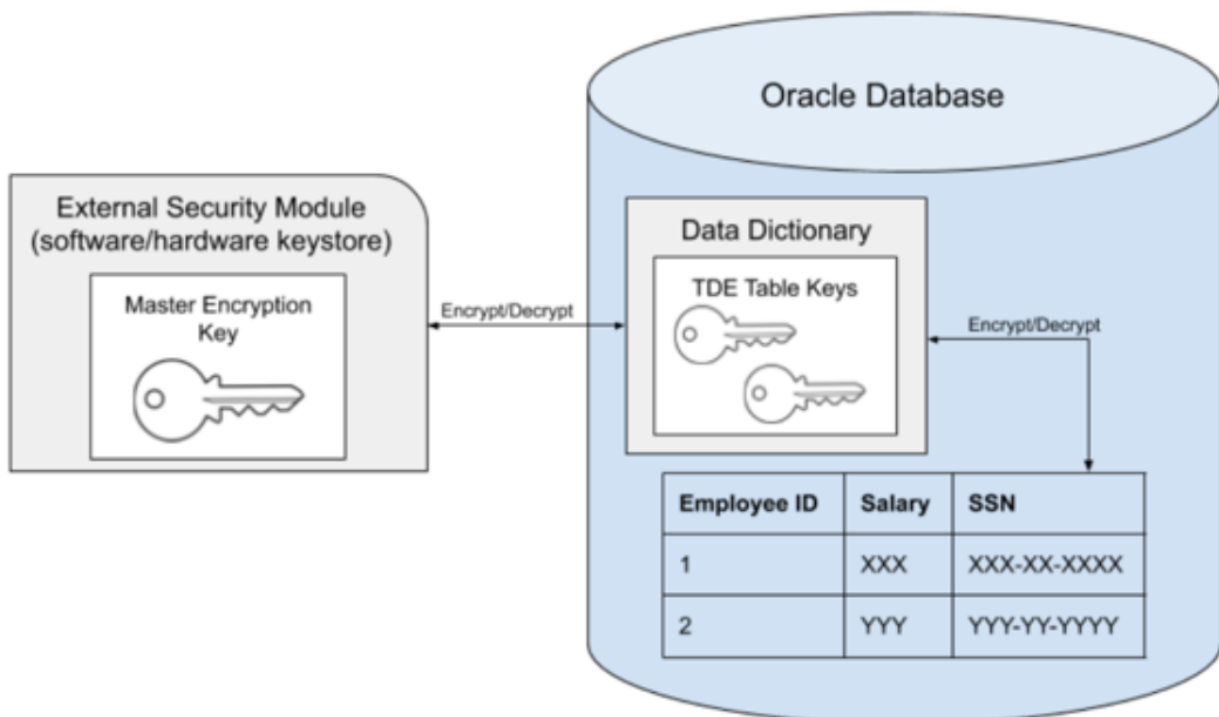 Oracle Database
External Security Module
(software/hardware keystore)
Master Encryption
Key
Encrypt/Decrypt
Data Dictionary
TDE Table Keys
Encrypt/Decrypt
Employee ID Salary SSN
1 XXX XXX-XX-XXXX
2 YYY YYY-YY-YYYY